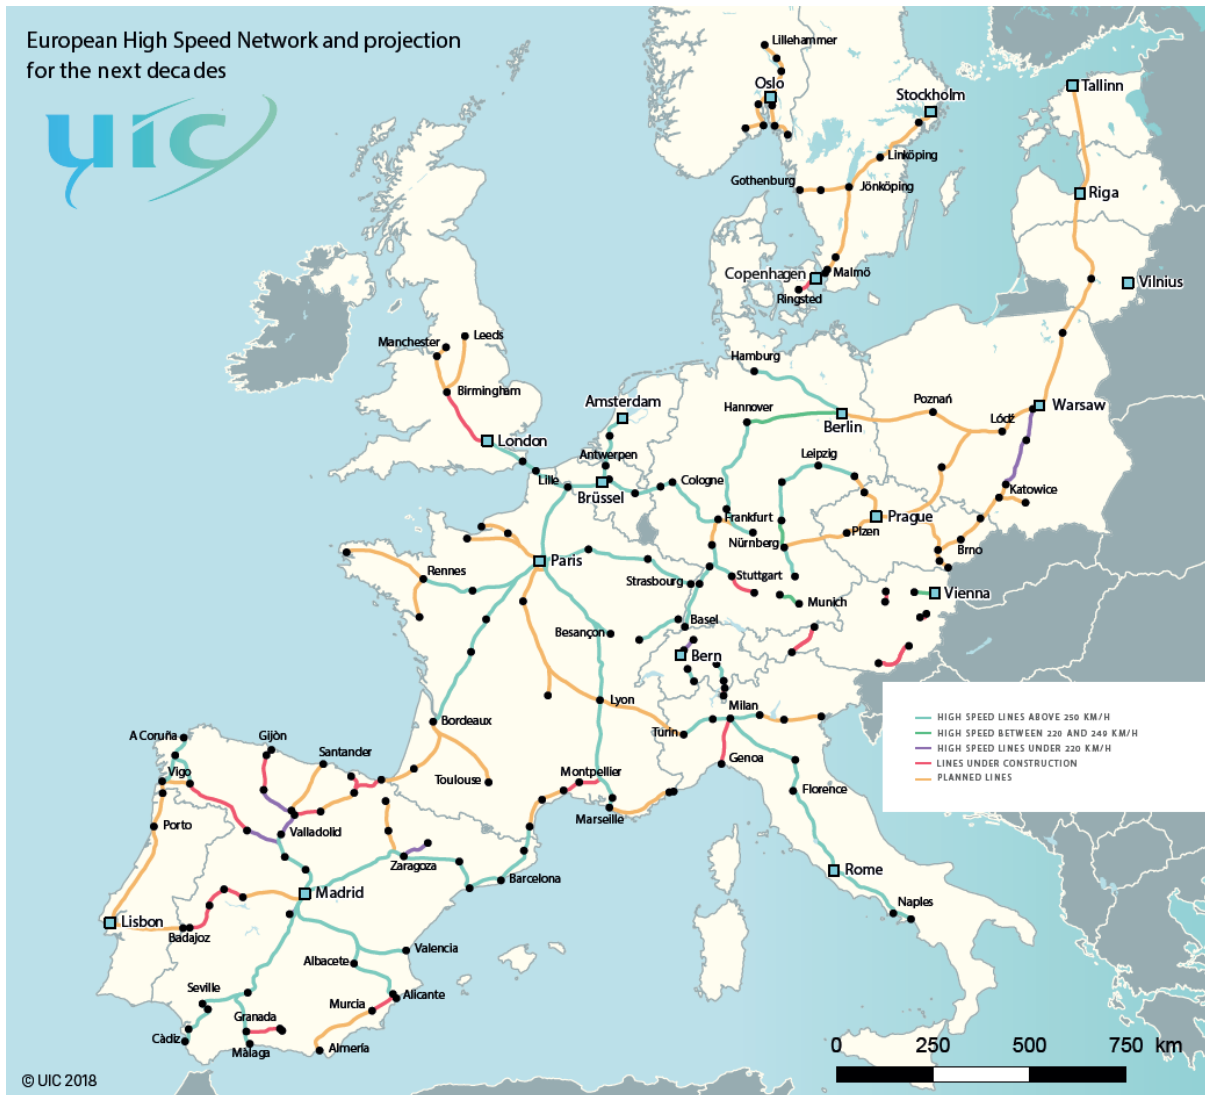 European High Speed Network and projection
for the next decades
uic
Lillehammer
Oslo
Stockholm
Tallinn
Linköping
Gothenburg
Jönköping
Riga
Copenhagen
Malmö
Ringsted
Vilnius
Manchester
Leeds
Birmingham
London
Hamburg
Amsterdam
Hannover
Berlin
Poznań
Łódź
Warsaw
Antwerpen
Lille
Brüssel
Cologne
Leipzig
Katowice
Frankfurt
Prague
Nürnberg
Plzen
Brno
Paris
Rennes
Strasbourg
Stuttgart
Munich
Vienna
Besançon
Basel
Bern
Lyon
Milan
Bordeaux
Turin
Genoa
Toulouse
Montpellier
Marseille
Florence
HIGH SPEED LINES ABOVE 250 KM/H
HIGH SPEED BETWEEN 220 AND 249 KM/H
HIGH SPEED LINES UNDER 220 KM/H
LINES UNDER CONSTRUCTION
PLANNED LINES
A Coruña
Gijòn
Santander
Vigo
Porto
Valladolid
Zaragoza
Barcelona
Madrid
Lisbon
Badajoz
Rome
Naples
Valencia
Albacete
Seville
Alicante
Murcia
Granada
Càdiz
Màlaga
Almería
0 250 500 750 km
© UIC 2018